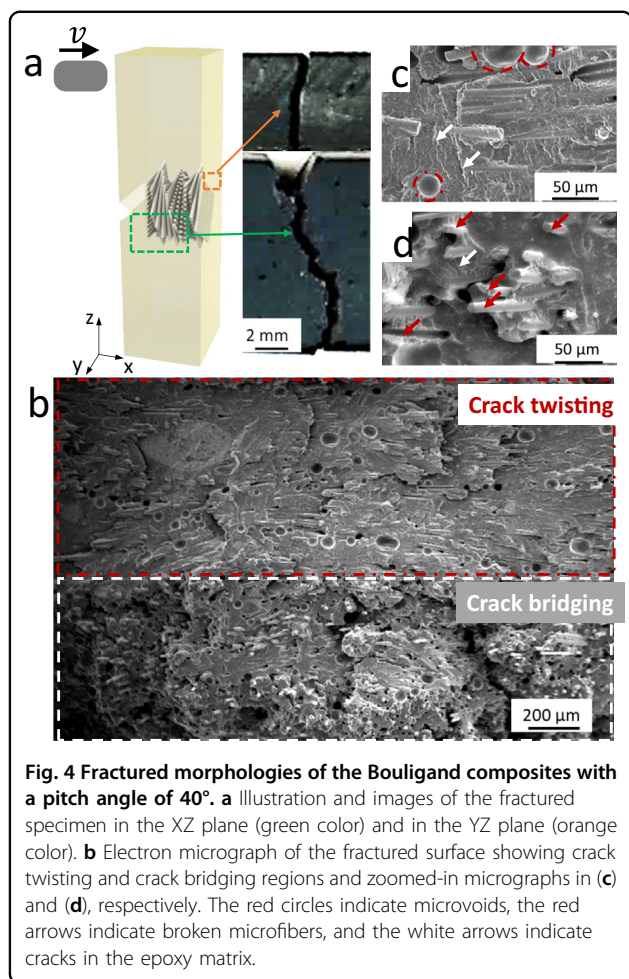 a
v
z
y
x
2 mm
c
50 µm
d
50 µm
b
Crack twisting
Crack bridging
200 µm
Fig. 4 Fractured morphologies of the Bouligand composites with
a pitch angle of 40°. a Illustration and images of the fractured
specimen in the XZ plane (green color) and in the YZ plane (orange
color). b Electron micrograph of the fractured surface showing crack
twisting and crack bridging regions and zoomed-in micrographs in (c)
and (d), respectively. The red circles indicate microvoids, the red
arrows indicate broken microfibers, and the white arrows indicate
cracks in the epoxy matrix.